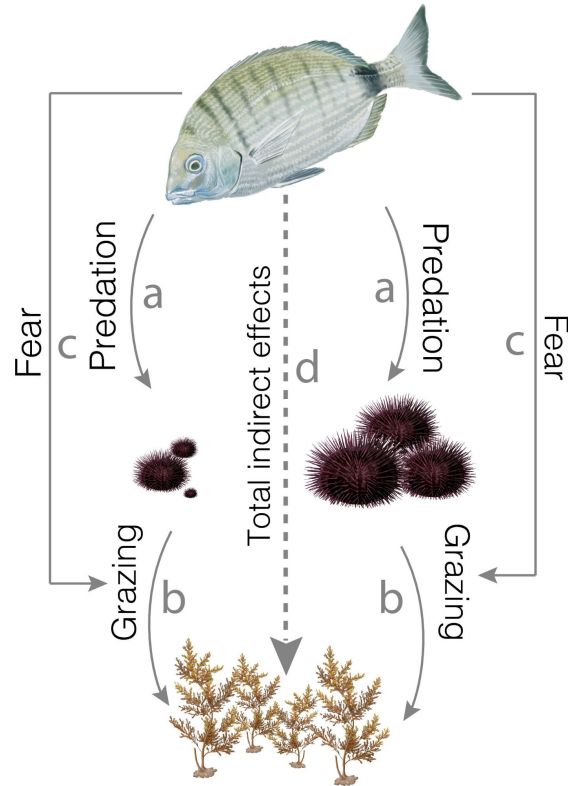 Fear
c
Predation
a
Total indirect effects
d
a
Predation
c
Fear
Grazing
b
b
Grazing